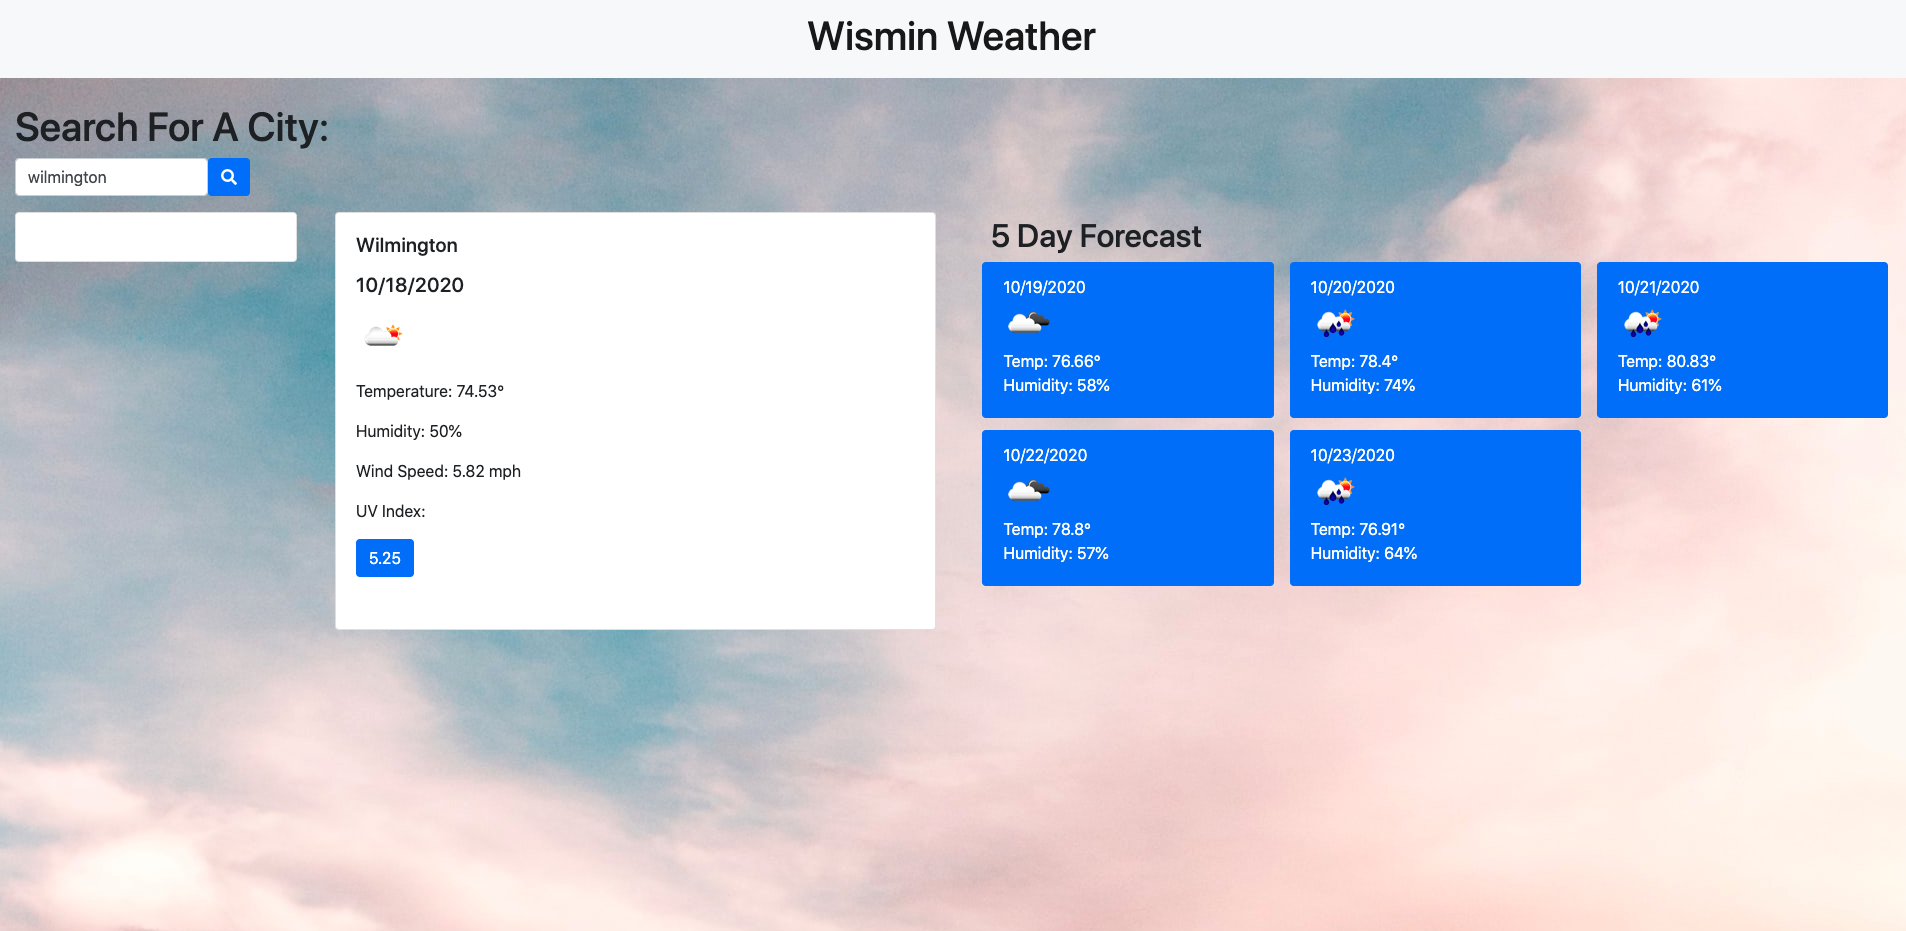 Wismin Weather
Search For A City:
wilmington
Wilmington
10/18/2020
Temperature: 74.53°
Humidity: 50%
Wind Speed: 5.82 mph
UV Index:
5.25
5 Day Forecast
10/19/2020
Temp: 76.66°
Humidity: 58%
10/20/2020
Temp: 78.4°
Humidity: 74%
10/21/2020
Temp: 80.83°
Humidity: 61%
10/22/2020
Temp: 78.8°
Humidity: 57%
10/23/2020
Temp: 76.91°
Humidity: 64%